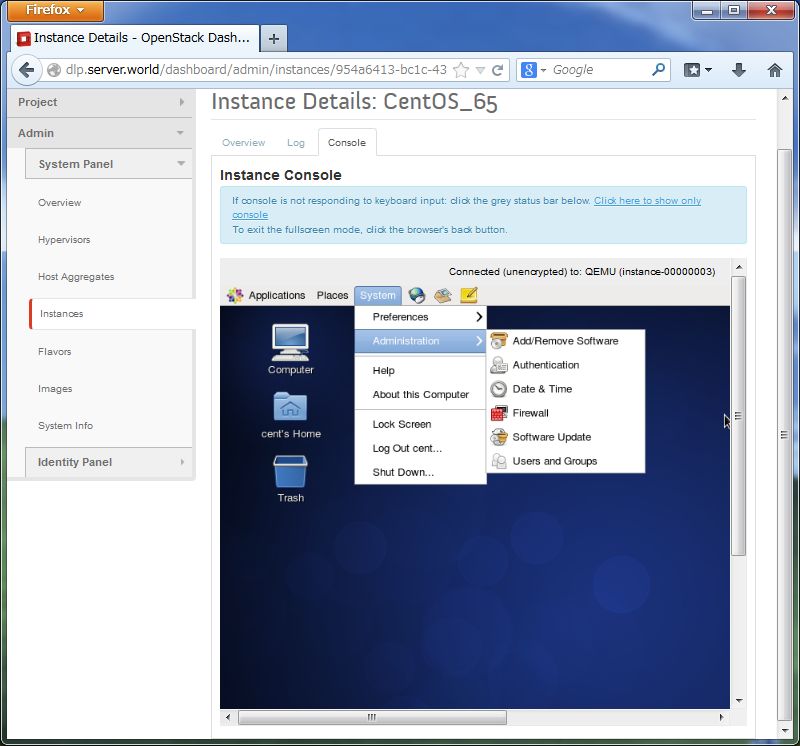 Firefox
Instance Details - OpenStack Dash...
dlp.server.world/dashboard/admin/instances/954a6413-bc1c-43
Google
Project
Admin
System Panel
Overview
Hypervisors
Host Aggregates
Instances
Flavors
Images
System Info
Identity Panel
Instance Details: CentOS_65
Overview Log Console
Instance Console
If console is not responding to keyboard input: click the grey status bar below. Click here to show only
console
To exit the fullscreen mode, click the browser's back button.
Connected (unencrypted) to: QEMU (instance-00000003)
Applications Places System
Computer
cent's Home
Trash
Preferences
Administration
Help
About this Computer
Lock Screen
Log Out cent...
Shut Down...
Add/Remove Software
Authentication
Date & Time
Firewall
Software Update
Users and Groups